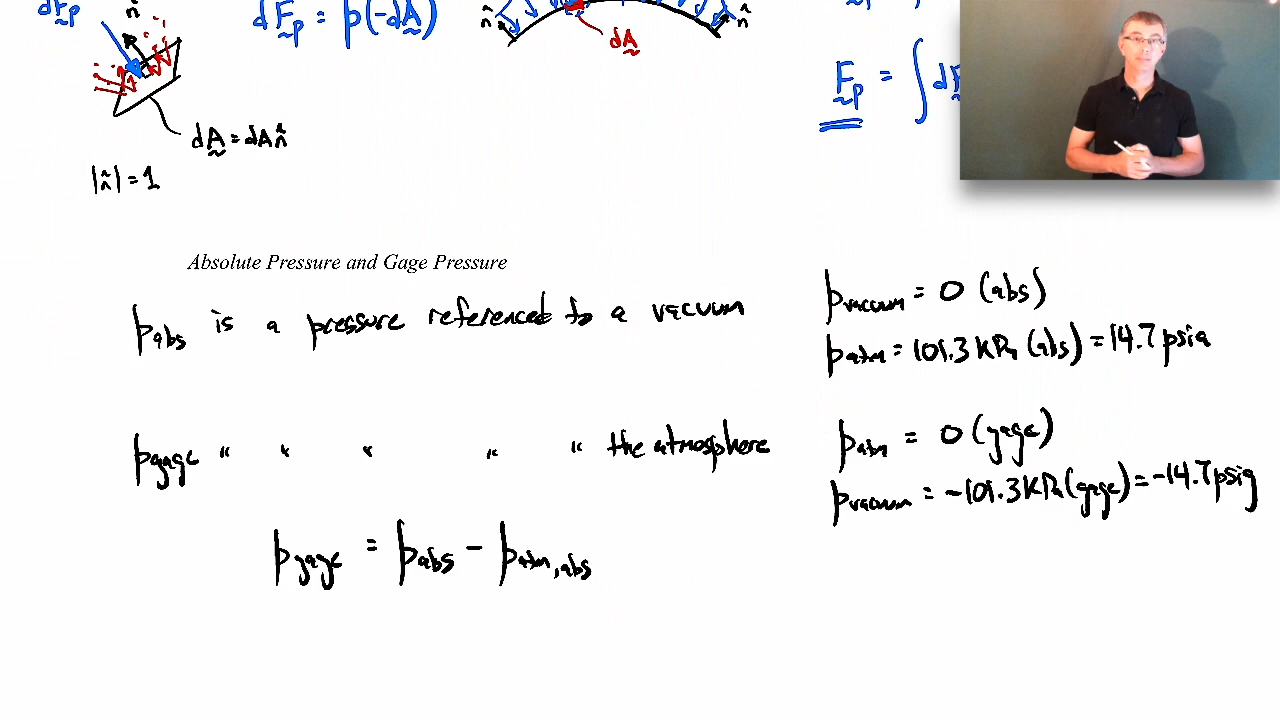 dF_p
n̂
dF_p = p(-dA)
n̂
n̂
dA
F_p = ∫dF
dA = dA n̂
|n̂| = 1
Absolute Pressure and Gage Pressure
p_abs is a pressure referenced to a vacuum
p_vacuum = 0 (abs)
p_atm = 101.3 kPa (abs) = 14.7 psia
p_gage " " " " " the atmosphere
p_atm = 0 (gage)
p_vacuum = -101.3 kPa (gage) = -14.7 psig
p_gage = p_abs - p_atm,abs